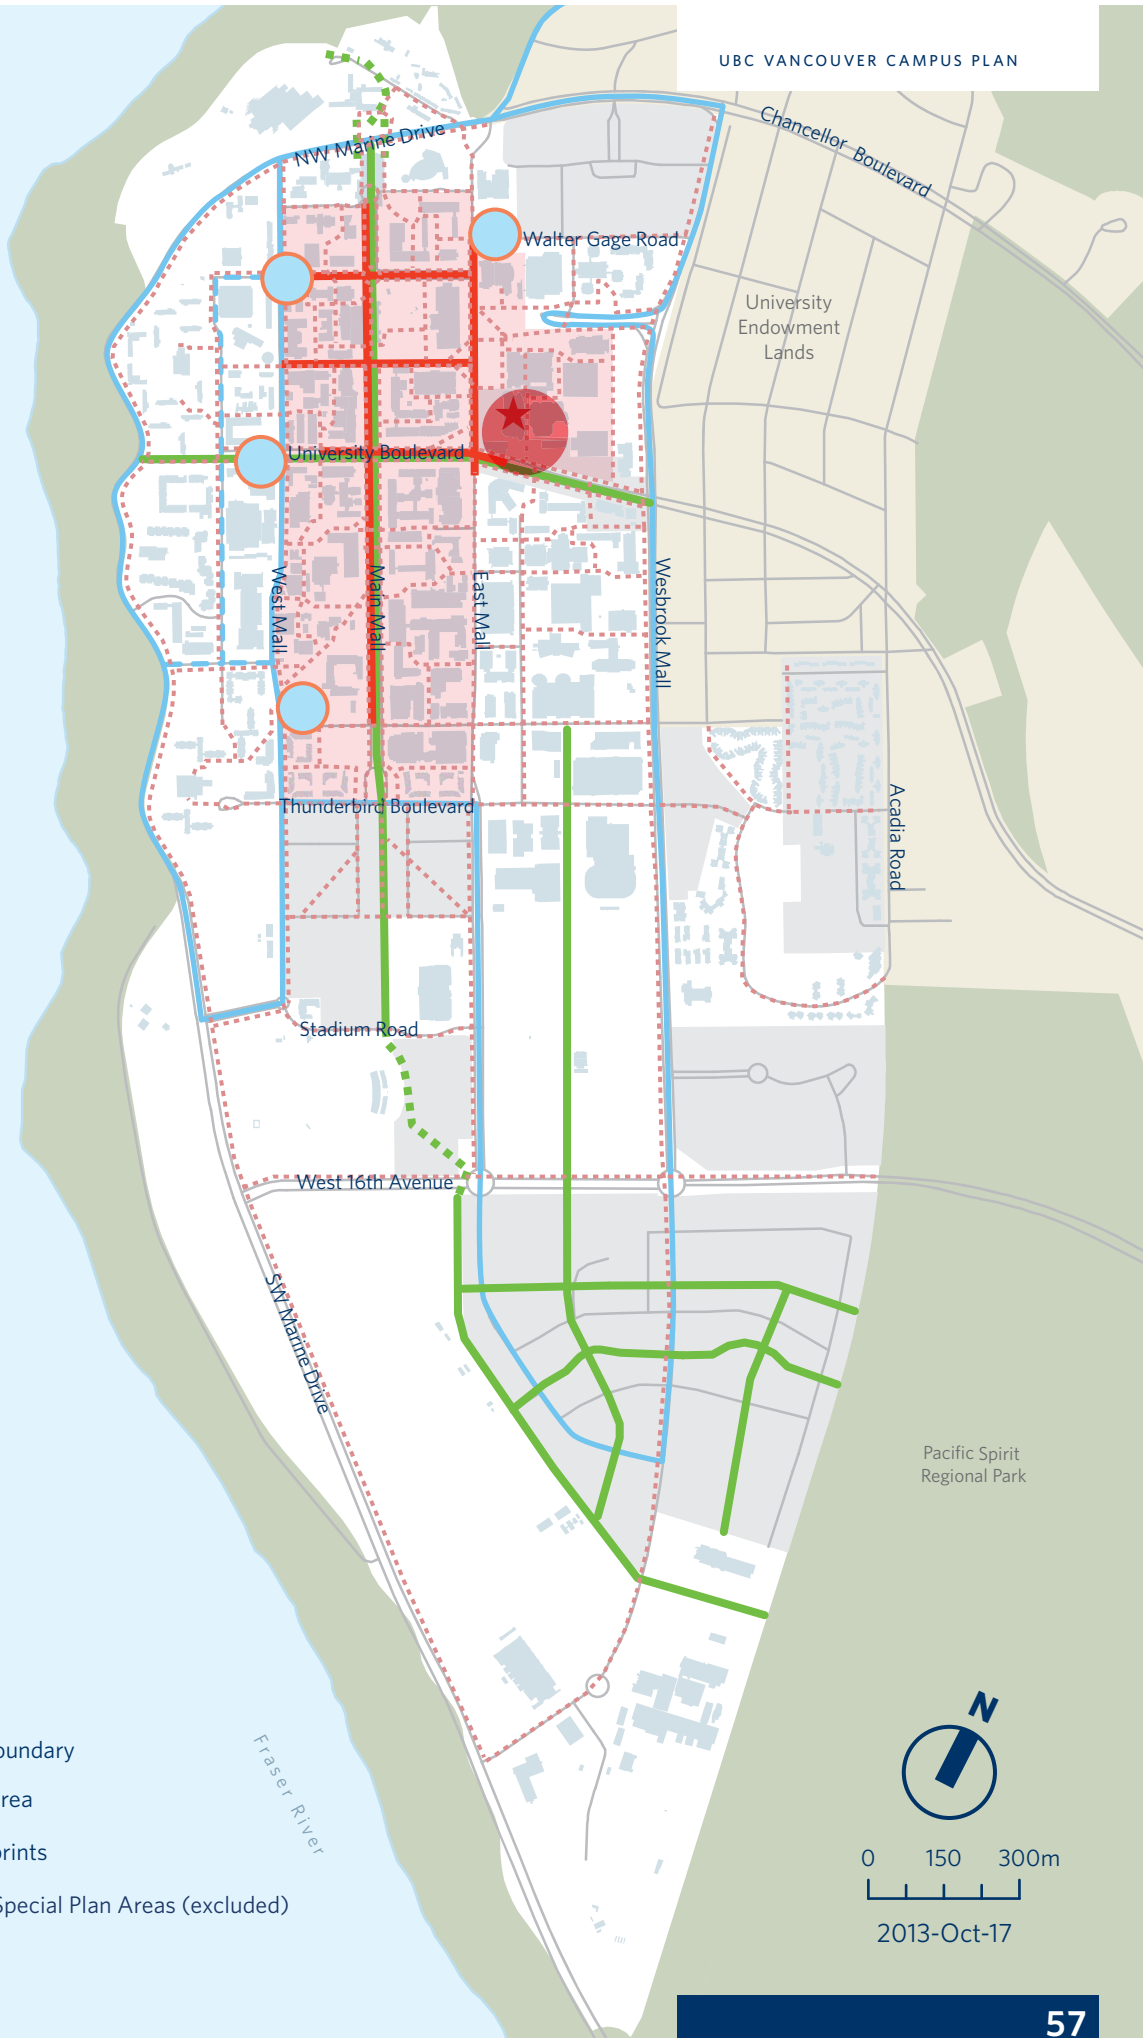 UBC VANCOUVER CAMPUS PLAN
Chancellor Boulevard
NW Marine Drive
Walter Gage Road
University
Endowment
Lands
University Boulevard
West Mall
Main Mall
East Mall
Wesbrook Mall
Thunderbird Boulevard
Acadia Road
Stadium Road
West 16th Avenue
SW Marine Drive
Pacific Spirit
Regional Park
Fraser River
N
oundary
rea
rints
Special Plan Areas (excluded)
0 150 300m
2013-Oct-17
57